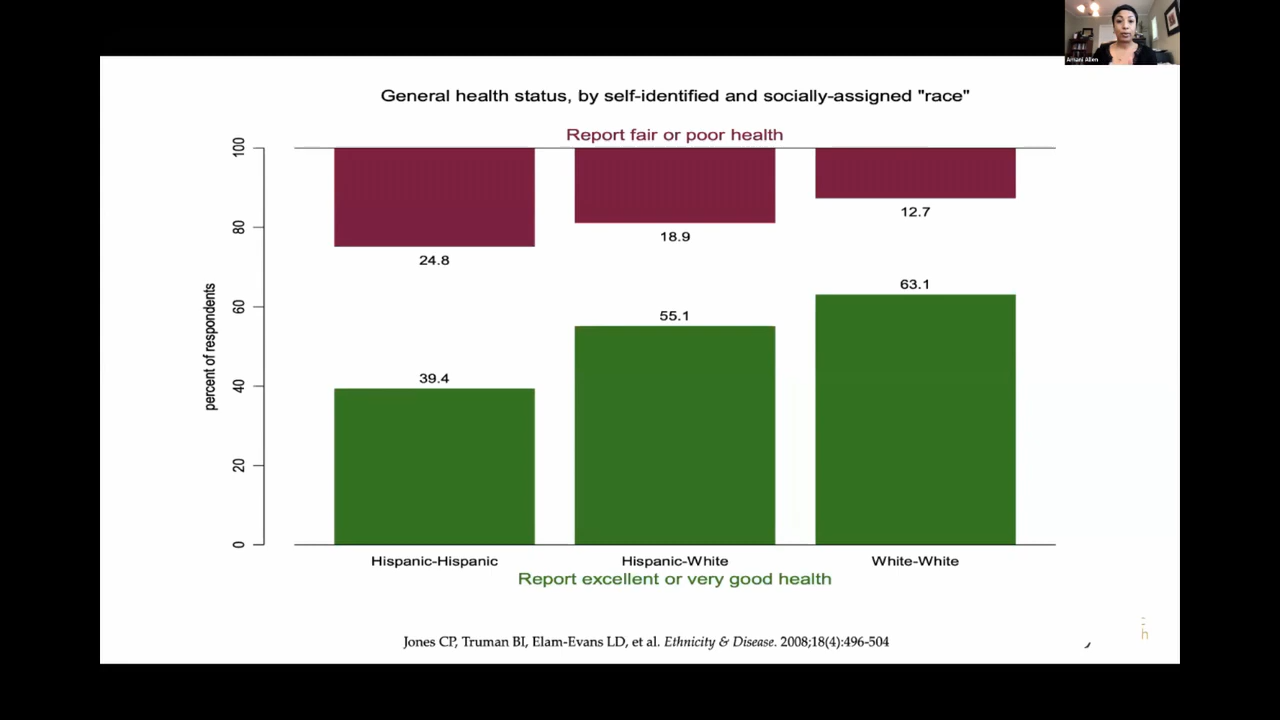 Amani Allen
General health status, by self-identified and socially-assigned "race"
Report fair or poor health
100
80
60
40
20
0
percent of respondents
24.8
18.9
12.7
39.4
55.1
63.1
Hispanic-Hispanic
Hispanic-White
White-White
Report excellent or very good health
Jones CP, Truman BI, Elam-Evans LD, et al. Ethnicity & Disease. 2008;18(4):496-504